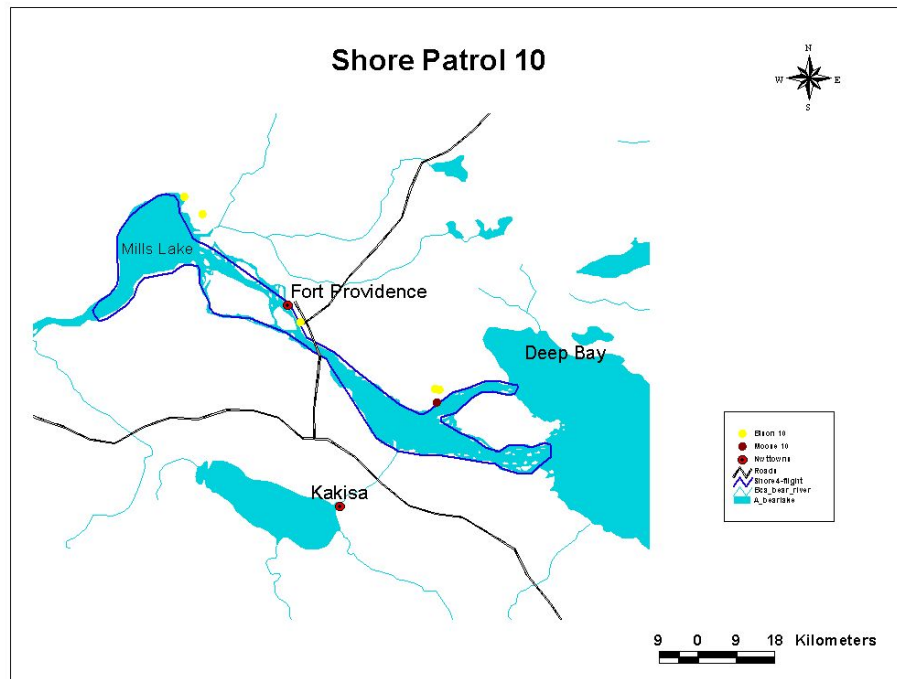 Shore Patrol 10
N
W E
S
Mills Lake
Fort Providence
Deep Bay
Kakisa
Bison 10
Moose 10
Nwttowns
Roads
Shore4-flight
Bcs_bear_river
A_bearlake
9 0 9 18 Kilometers